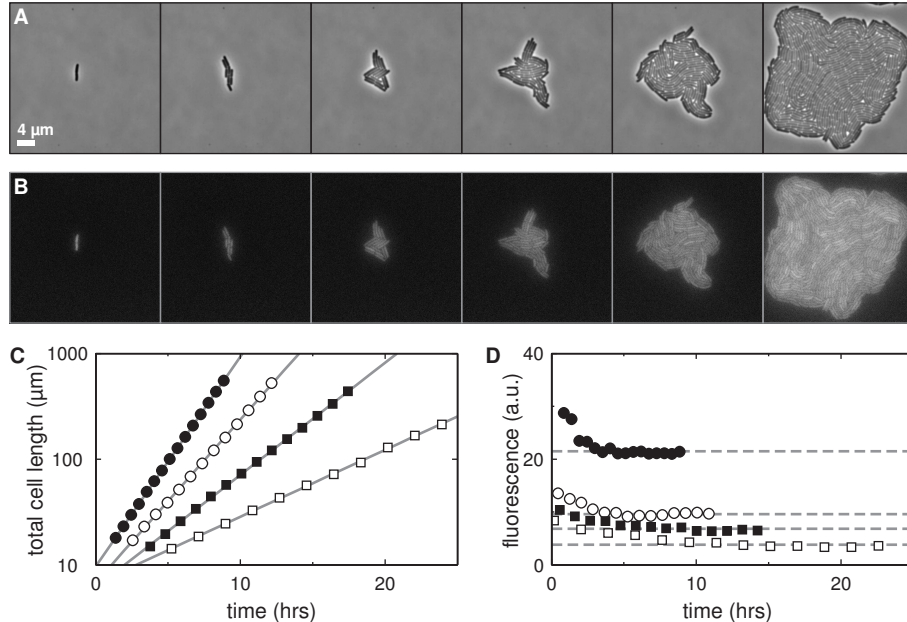 A
4 µm
B
C
1000
100
10
total cell length (µm)
0
10
20
time (hrs)
D
40
20
0
fluorescence (a.u.)
0
10
20
time (hrs)